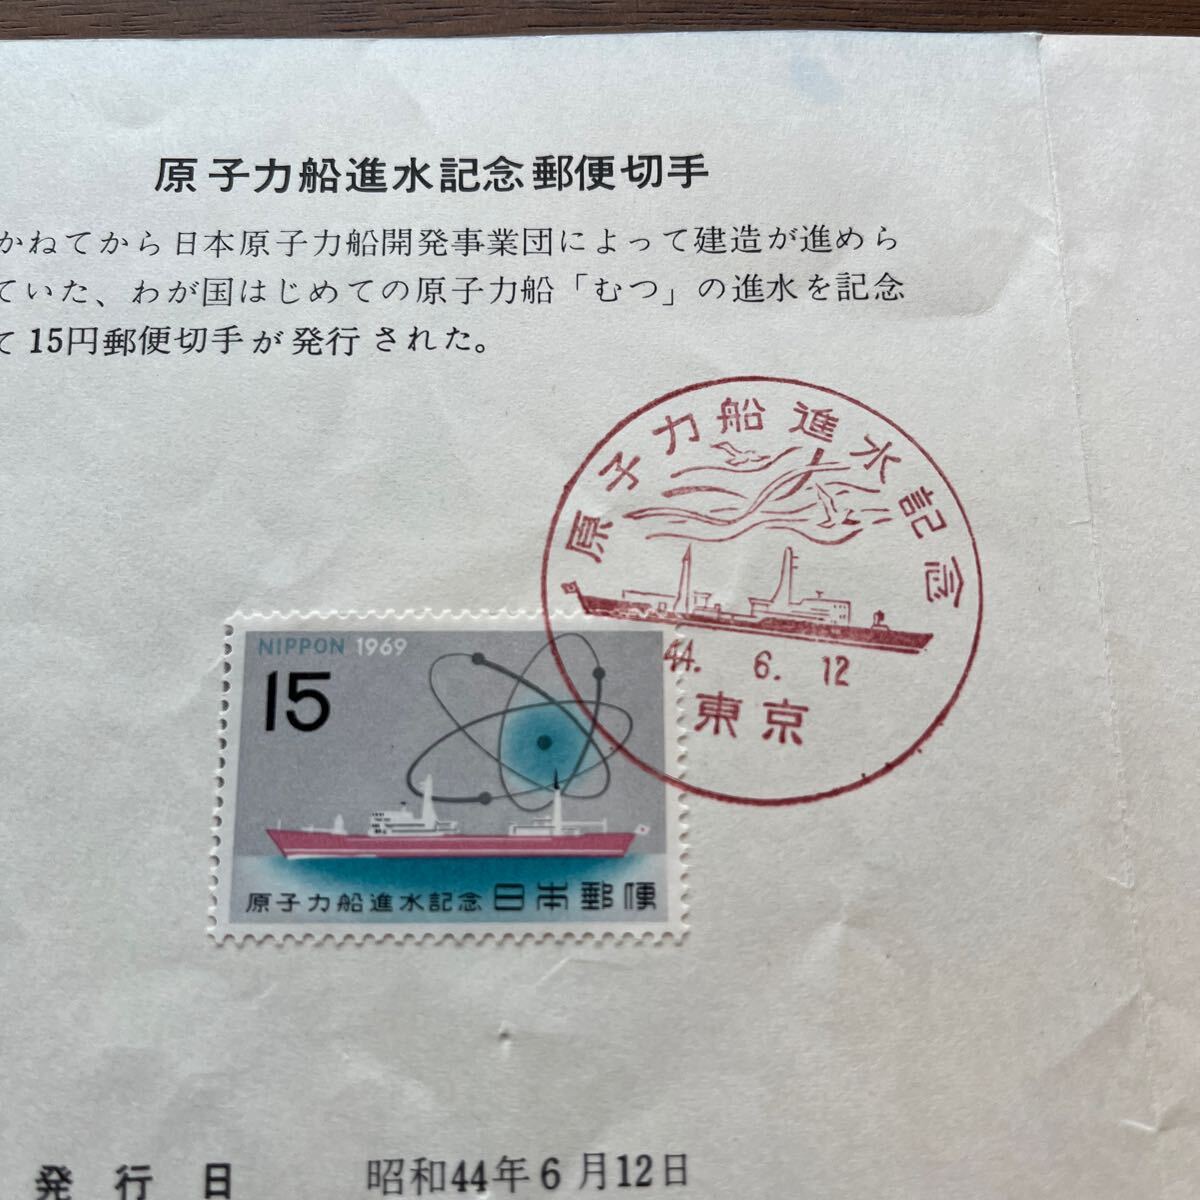 原子力船進水記念郵便切手
かねてから日本原子力船開発事業団によって建造が進めら
ていた、わが国はじめての原子力船「むつ」の進水を記念
て15円郵便切手が発行された。
原子力船進水記念
44. 6. 12
東京
NIPPON 1969
15
原子力船進水記念 日本郵便
発行日 昭和44年6月12日